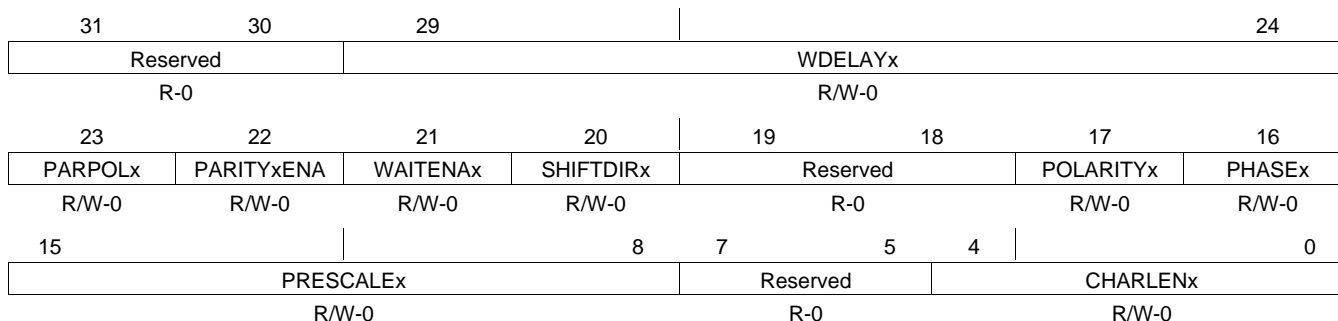 31 30 29 24
Reserved WDELAYx
R-0 R/W-0
23 22 21 20 19 18 17 16
PARPOLx PARITYxENA WAITENAx SHIFTDIRx Reserved POLARITYx PHASEx
R/W-0 R/W-0 R/W-0 R/W-0 R-0 R/W-0 R/W-0
15 8 7 5 4 0
PRESCALEx Reserved CHARLENx
R/W-0 R-0 R/W-0